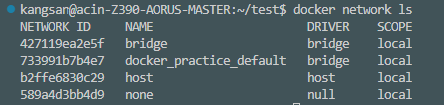 kangsan@acin-Z390-AORUS-MASTER:~/test$ docker network ls
NETWORK ID     NAME                      DRIVER    SCOPE
427119ea2e5f   bridge                    bridge    local
733991b7b4e7   docker_practice_default   bridge    local
b2ffe6830c29   host                      host      local
589a4d3bb4d9   none                      null      local